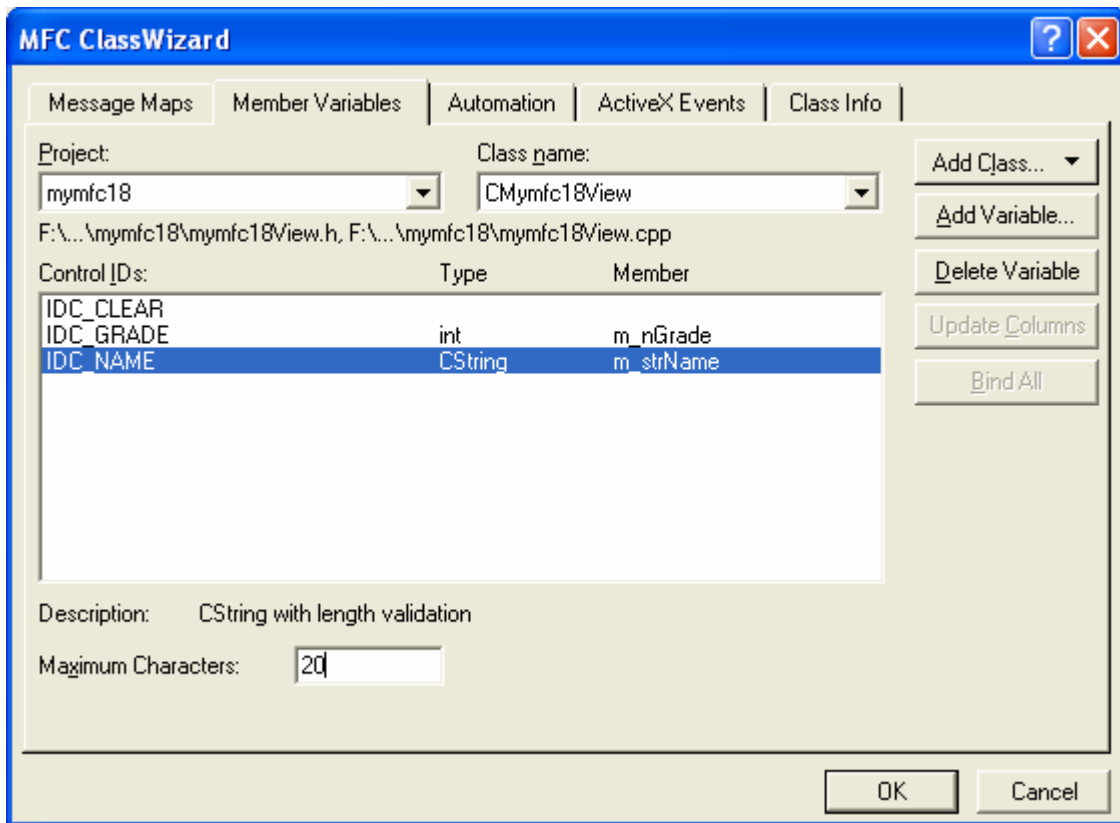 MFC ClassWizard
Message Maps Member Variables Automation ActiveX Events Class Info
Project: Class name:
mymfc18 CMymfc18View
Add Class...
F:\...\mymfc18\mymfc18View.h, F:\...\mymfc18\mymfc18View.cpp
Add Variable...
Control IDs: Type Member
Delete Variable
IDC_CLEAR
IDC_GRADE int m_nGrade
Update Columns
IDC_NAME CString m_strName
Bind All
Description: CString with length validation
Maximum Characters: 20
OK Cancel